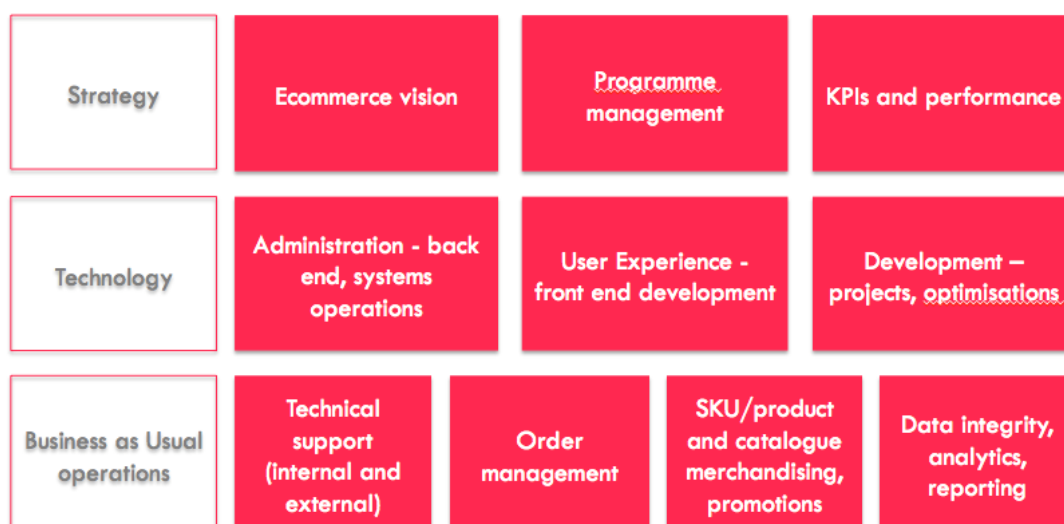 Strategy
Ecommerce vision
Programme
management
KPIs and performance
Technology
Administration - back
end, systems
operations
User Experience -
front end development
Development –
projects, optimisations
Business as Usual
operations
Technical
support
(internal and
external)
Order
management
SKU/product
and catalogue
merchandising,
promotions
Data integrity,
analytics,
reporting